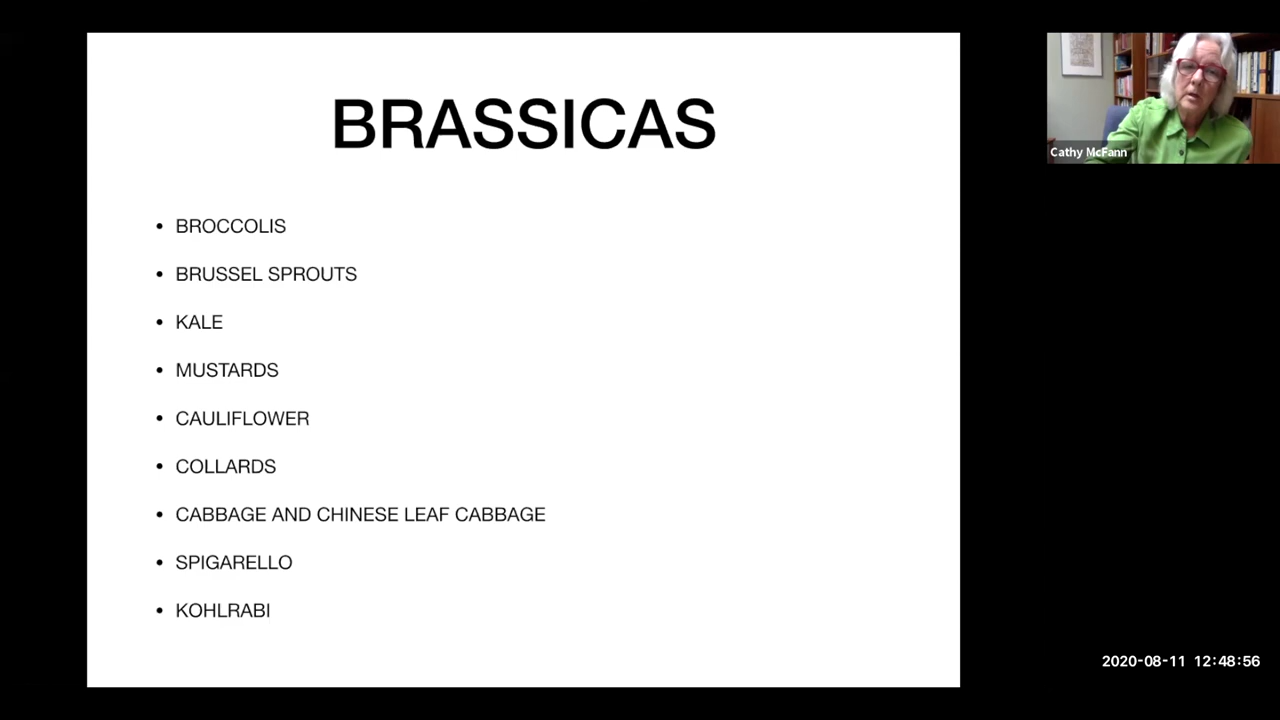 BRASSICAS
• BROCCOLIS
• BRUSSEL SPROUTS
• KALE
• MUSTARDS
• CAULIFLOWER
• COLLARDS
• CABBAGE AND CHINESE LEAF CABBAGE
• SPIGARELLO
• KOHLRABI
Cathy McFann
2020-08-11 12:48:56